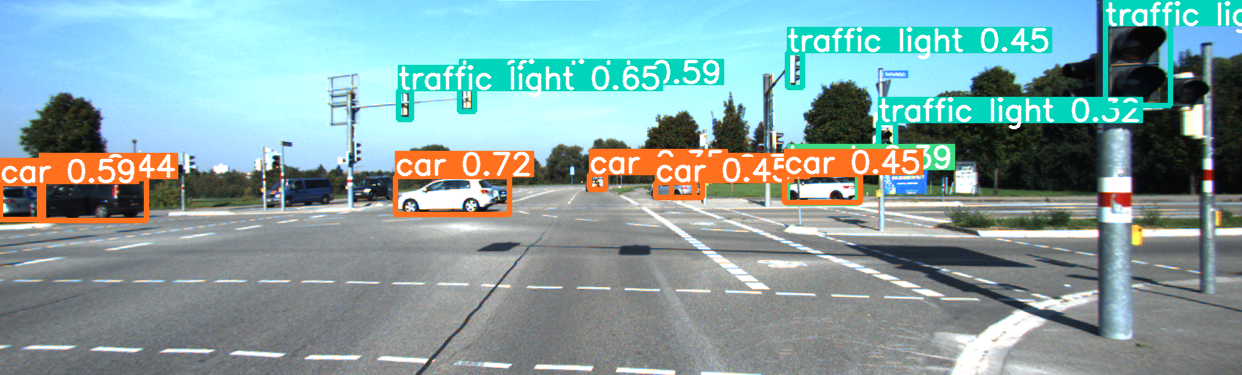 traffic lig
traffic light 0.45
traffic light 0.65
0.59
traffic light 0.32
car 0.59
44
car 0.72
car
car 0.45
car 0.45
39